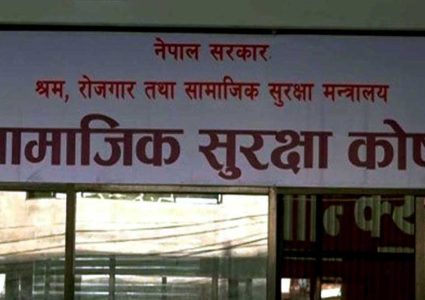 नेपाल सरकार
श्रम, रोजगार तथा सामाजिक सुरक्षा मन्त्रालय
सामाजिक सुरक्षा कोष